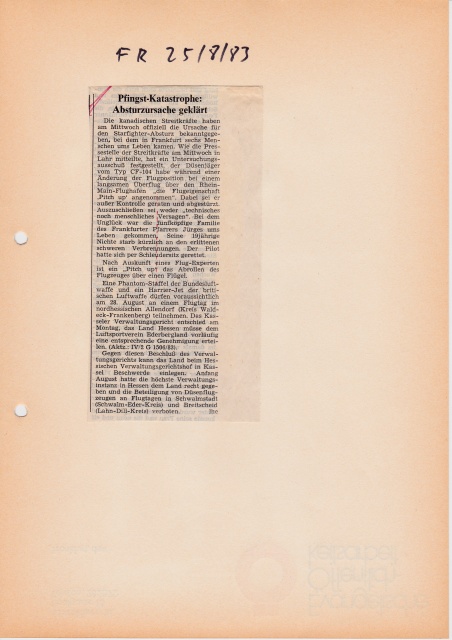 FR 25/8/83
Pfingst-Katastrophe:
Absturzursache geklärt
Die kanadischen Streitkräfte haben
am Mittwoch offiziell die Ursache für
den Starfighter-Absturz bekanntgege-
ben, bei dem in Frankfurt sechs Men-
schen ums Leben kamen. Wie die Pres-
sestelle der Streitkräfte am Mittwoch in
Lahr mitteilte, hat ein Untersuchungs-
ausschuß festgestellt, der Düsenjäger
vom Typ CF-104 habe während einer
Änderung der Flugposition bei einem
langsamen Überflug über den Rhein-
Main-Flughafen „die Flugeigenschaft
‚Pitch up' angenommen". Dabei sei er
außer Kontrolle geraten und abgestürzt.
Auszuschließen sei weder „technisches
noch menschliches Versagen". Bei dem
Unglück war die fünfköpfige Familie
des Frankfurter Pfarrers Jürges ums
Leben gekommen. Seine 19jährige
Nichte starb kürzlich an den erlittenen
schweren Verbrennungen. Der Pilot
hatte sich per Schleudersitz gerettet.
Nach Auskunft eines Flug-Experten
ist ein „Pitch up" das Abrollen des
Flugzeuges über einen Flügel.
Eine Phantom-Staffel der Bundesluft-
waffe und ein Harrier-Jet der briti-
schen Luftwaffe dürfen voraussichtlich
am 28. August an einem Flugtag im
nordhessischen Allendorf (Kreis Wald-
eck-Frankenberg) teilnehmen. Das Kas-
seler Verwaltungsgericht entschied am
Montag, das Land Hessen müsse dem
Luftsportverein Ederbergland vorläufig
eine entsprechende Genehmigung ertei-
len. (Aktz.: IV/2 G 1504/83).
Gegen diesen Beschluß des Verwal-
tungsgerichts kann das Land beim Hes-
sischen Verwaltungsgerichtshof in Kas-
sel Beschwerde einlegen. Anfang
August hatte die höchste Verwaltungs-
instanz in Hessen dem Land recht gege-
ben und die Beteiligung von Düsenflug-
zeugen an Flugtagen in Schwalmstadt
(Schwalm-Eder-Kreis) und Breitscheid
(Lahn-Dill-Kreis) verboten.